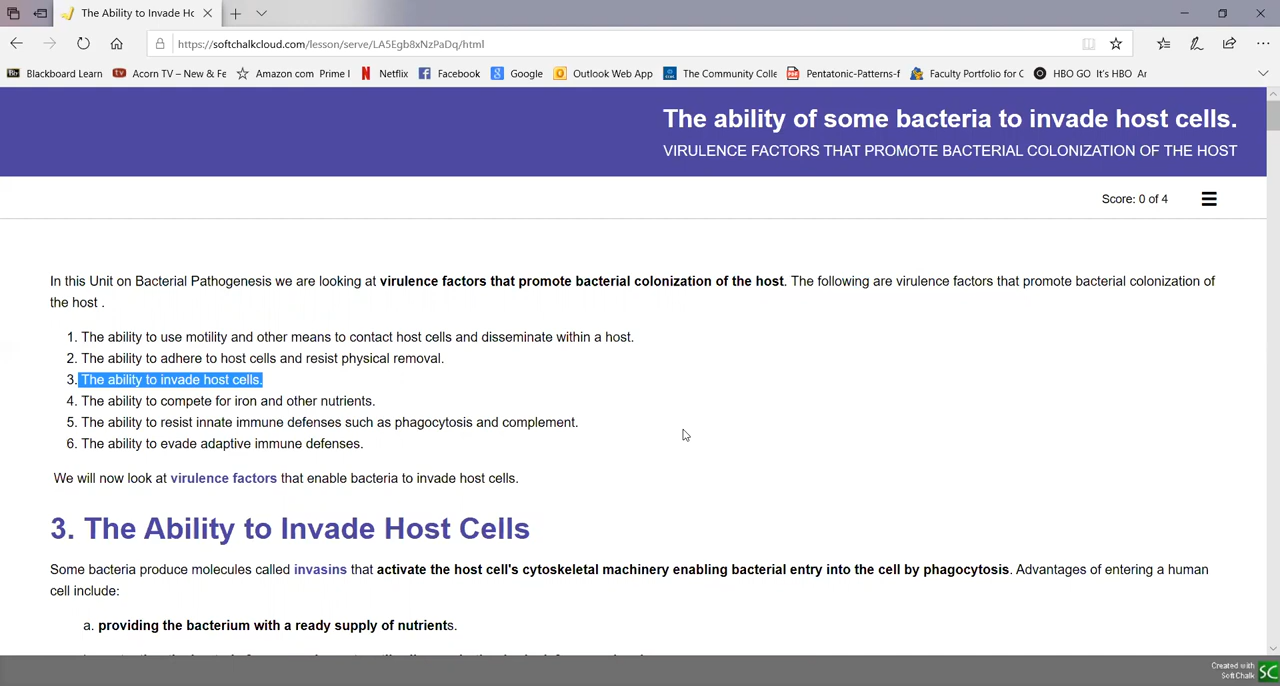 The Ability to Invade Hc
https://softchalkcloud.com/lesson/serve/LA5Egb8xNzPaDq/html
Bb Blackboard Learn Acorn TV – New & Fe Amazon com Prime I Netflix Facebook Google Outlook Web App The Community Colle Pentatonic-Patterns-f Faculty Portfolio for C HBO GO It's HBO Ar
The ability of some bacteria to invade host cells.
VIRULENCE FACTORS THAT PROMOTE BACTERIAL COLONIZATION OF THE HOST
Score: 0 of 4
In this Unit on Bacterial Pathogenesis we are looking at virulence factors that promote bacterial colonization of the host. The following are virulence factors that promote bacterial colonization of
the host .
1. The ability to use motility and other means to contact host cells and disseminate within a host.
2. The ability to adhere to host cells and resist physical removal.
3. The ability to invade host cells.
4. The ability to compete for iron and other nutrients.
5. The ability to resist innate immune defenses such as phagocytosis and complement.
6. The ability to evade adaptive immune defenses.
We will now look at virulence factors that enable bacteria to invade host cells.
3. The Ability to Invade Host Cells
Some bacteria produce molecules called invasins that activate the host cell's cytoskeletal machinery enabling bacterial entry into the cell by phagocytosis. Advantages of entering a human
cell include:
a. providing the bacterium with a ready supply of nutrients.
Created with
SoftChalk SC